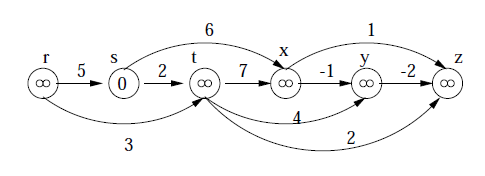 6 1
r s t x y z
5 2 7 -1 -2
∞ 0 ∞ ∞ ∞ ∞
4
3 2